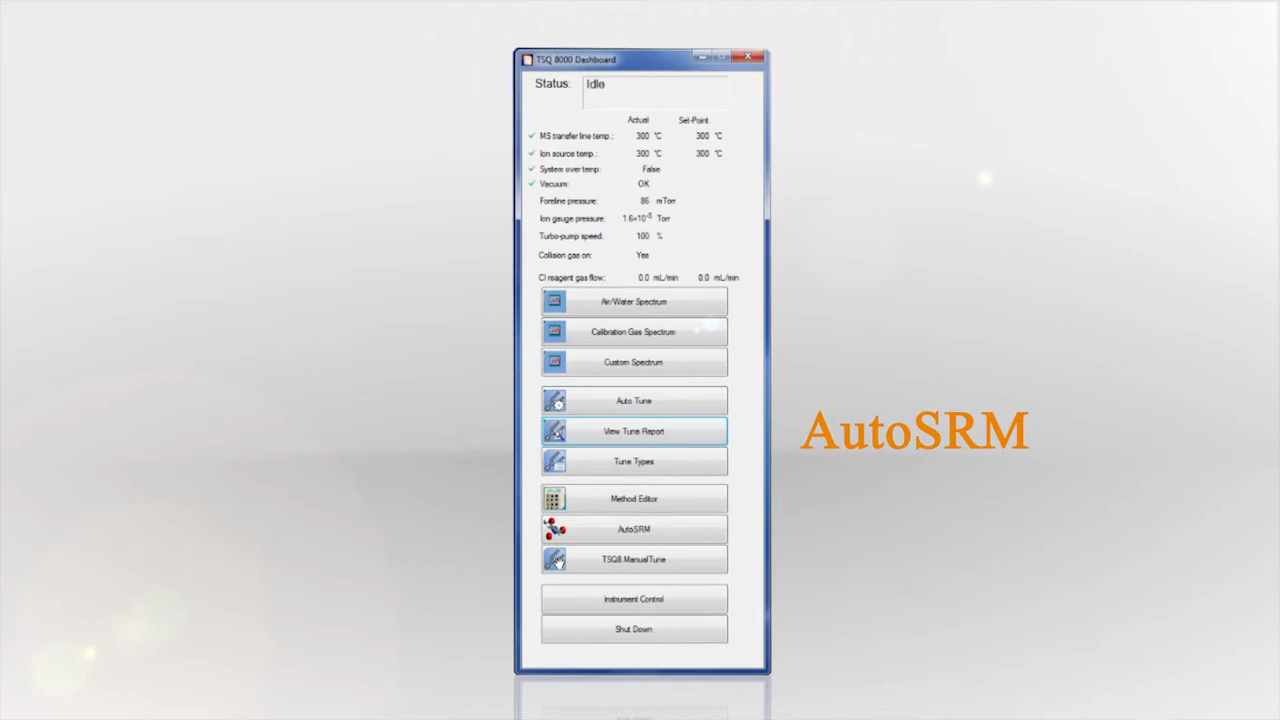 TSQ 8000 Dashboard
Status: Idle
Actual Set-Point
MS transfer line temp.: 300 °C 300 °C
Ion source temp.: 300 °C 300 °C
System over temp: False
Vacuum: OK
Foreline pressure: 86 mTorr
Ion gauge pressure: 1.6×10⁻⁵ Torr
Turbo-pump speed: 100 %
Collision gas on: Yes
CI reagent gas flow: 0.0 mL/min 0.0 mL/min
Air/Water Spectrum
Calibration Gas Spectrum
Custom Spectrum
Auto Tune
View Tune Report
AutoSRM
Tune Types
Method Editor
AutoSRM
TSQ8 ManualTune
Instrument Control
Shut Down